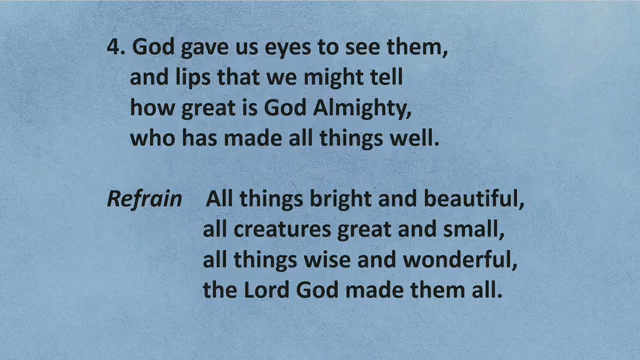 4. God gave us eyes to see them,
and lips that we might tell
how great is God Almighty,
who has made all things well.
Refrain All things bright and beautiful,
all creatures great and small,
all things wise and wonderful,
the Lord God made them all.